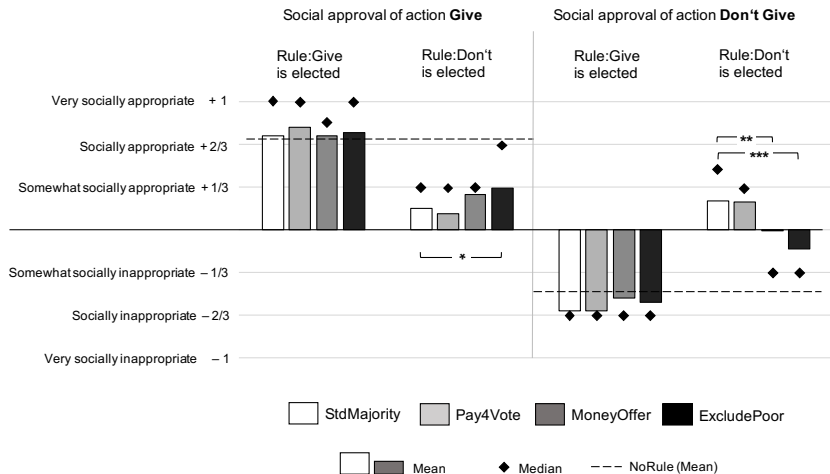 Social approval of action Give
Social approval of action Don't Give
Rule:Give
is elected
Rule:Don't
is elected
Rule:Give
is elected
Rule:Don't
is elected
Very socially appropriate + 1
Socially appropriate + 2/3
Somewhat socially appropriate + 1/3
Somewhat socially inappropriate – 1/3
Socially inappropriate – 2/3
Very socially inappropriate – 1
*
**
***
StdMajority
Pay4Vote
MoneyOffer
ExcludePoor
Mean
Median
NoRule (Mean)